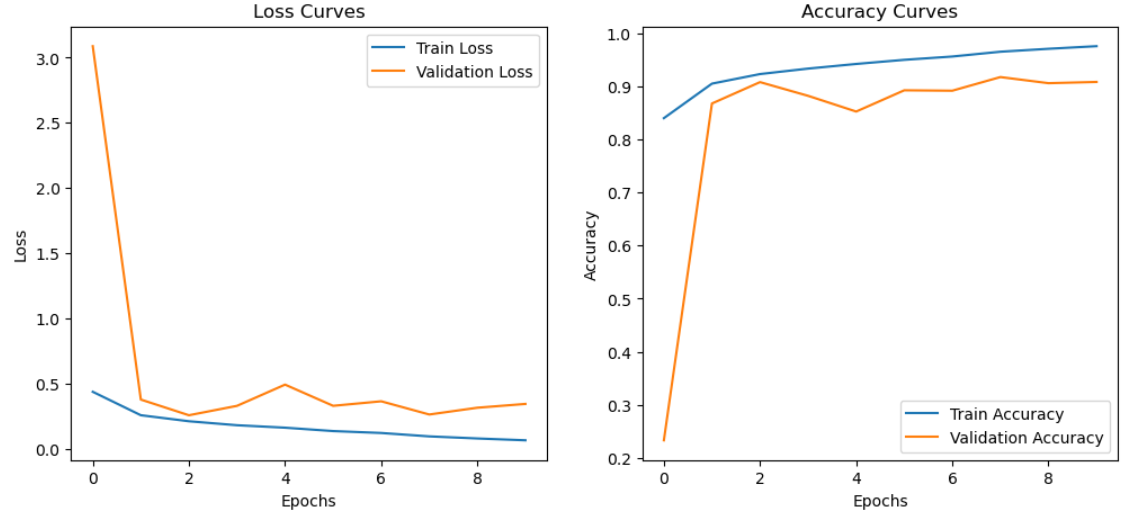 Loss Curves
3.0
2.5
2.0
1.5
1.0
0.5
0.0
Loss
Train Loss
Validation Loss
0 2 4 6 8
Epochs
Accuracy Curves
1.0
0.9
0.8
0.9
0.6
0.5
0.4
0.3
0.2
Accuracy
Train Accuracy
Validation Accuracy
0 2 4 6 8
Epochs